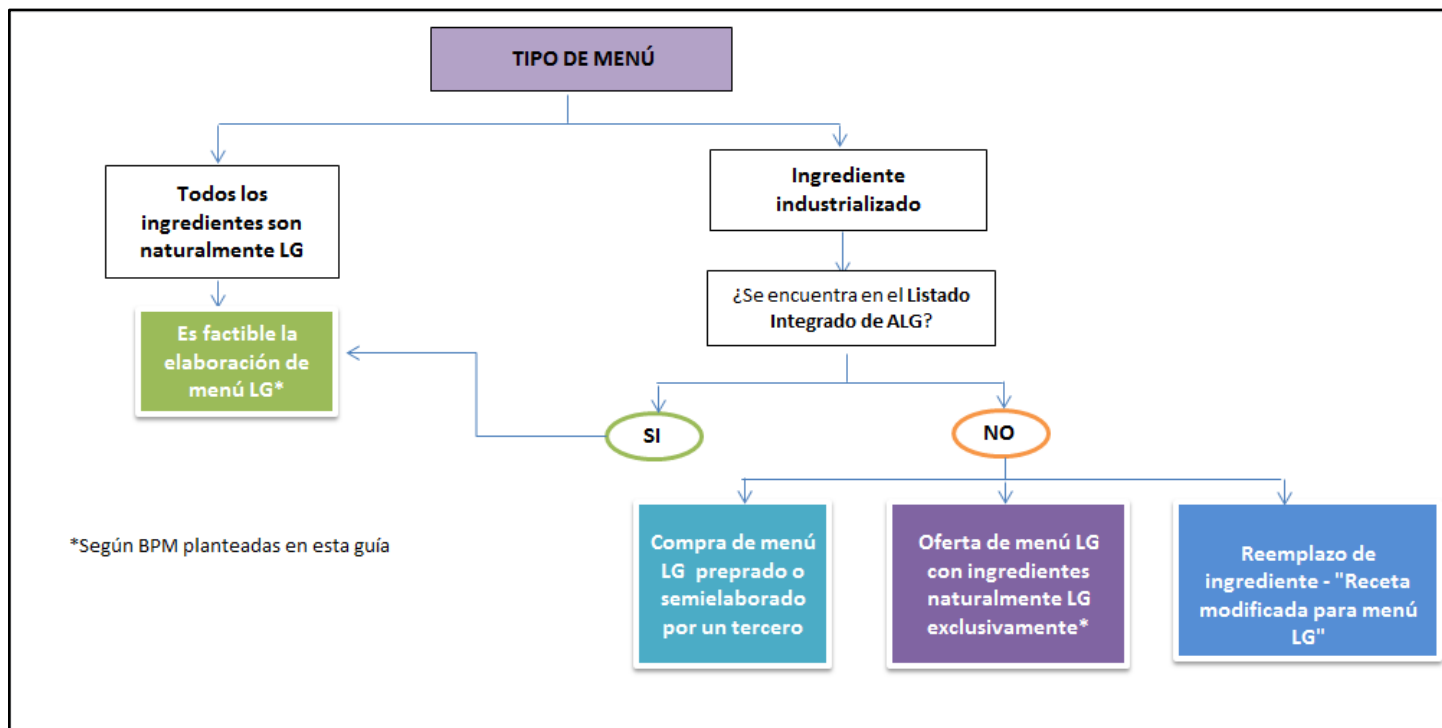 TIPO DE MENÚ
Todos los
ingredientes son
naturalmente LG
Ingrediente
industrializado
¿Se encuentra en el Listado
Integrado de ALG?
Es factible la
elaboración de
menú LG*
SI
NO
*Según BPM planteadas en esta guía
Compra de menú
LG preprado o
semielaborado
por un tercero
Oferta de menú LG
con ingredientes
naturalmente LG
exclusivamente*
Reemplazo de
ingrediente - "Receta
modificada para menú
LG"